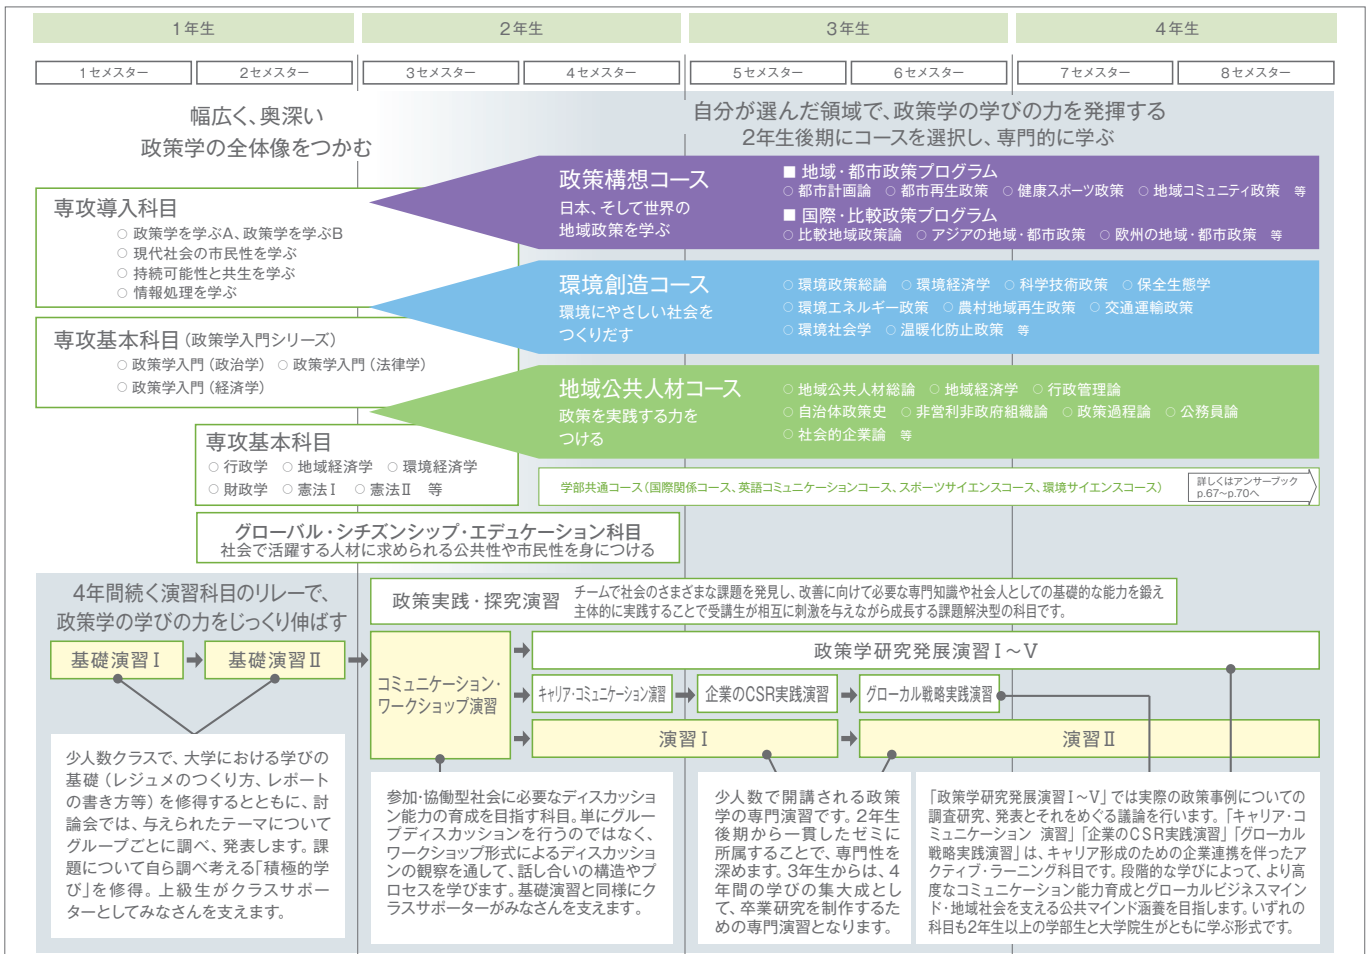 1年生
2年生
3年生
4年生
1セメスター
2セメスター
3セメスター
4セメスター
5セメスター
6セメスター
7セメスター
8セメスター
幅広く、奥深い
政策学の全体像をつかむ
自分が選んだ領域で、政策学の学びの力を発揮する
2年生後期にコースを選択し、専門的に学ぶ
専攻導入科目
○ 政策学を学ぶA、政策学を学ぶB
○ 現代社会の市民性を学ぶ
○ 持続可能性と共生を学ぶ
○ 情報処理を学ぶ
専攻基本科目（政策学入門シリーズ）
○ 政策学入門（政治学） ○ 政策学入門（法律学）
○ 政策学入門（経済学）
専攻基本科目
○ 行政学 ○ 地域経済学 ○ 環境経済学
○ 財政学 ○ 憲法Ⅰ ○ 憲法Ⅱ 等
グローバル・シチズンシップ・エデュケーション科目
社会で活躍する人材に求められる公共性や市民性を身につける
政策構想コース
日本、そして世界の
地域政策を学ぶ
■ 地域・都市政策プログラム
○ 都市計画論 ○ 都市再生政策 ○ 健康スポーツ政策 ○ 地域コミュニティ政策 等
■ 国際・比較政策プログラム
○ 比較地域政策論 ○ アジアの地域・都市政策 ○ 欧州の地域・都市政策 等
環境創造コース
環境にやさしい社会を
つくりだす
○ 環境政策総論 ○ 環境経済学 ○ 科学技術政策 ○ 保全生態学
○ 環境エネルギー政策 ○ 農村地域再生政策 ○ 交通運輸政策
○ 環境社会学 ○ 温暖化防止政策 等
地域公共人材コース
政策を実践する力を
つける
○ 地域公共人材総論 ○ 地域経済学 ○ 行政管理論
○ 自治体政策史 ○ 非営利非政府組織論 ○ 政策過程論 ○ 公務員論
○ 社会的企業論 等
学部共通コース（国際関係コース、英語コミュニケーションコース、スポーツサイエンスコース、環境サイエンスコース）
詳しくはアンサーブック
p.67〜p.70へ
4年間続く演習科目のリレーで、
政策学の学びの力をじっくり伸ばす
政策実践・探究演習
チームで社会のさまざまな課題を発見し、改善に向けて必要な専門知識や社会人としての基礎的な能力を鍛え
主体的に実践することで受講生が相互に刺激を与えながら成長する課題解決型の科目です。
基礎演習Ⅰ
基礎演習Ⅱ
コミュニケーション・
ワークショップ演習
政策学研究発展演習Ⅰ〜Ⅴ
キャリア・コミュニケーション演習
企業のCSR実践演習
グローカル戦略実践演習
演習Ⅰ
演習Ⅱ
少人数クラスで、大学における学びの
基礎（レジュメのつくり方、レポート
の書き方等）を修得するとともに、討
論会では、与えられたテーマについて
グループごとに調べ、発表します。課
題について自ら調べ考える「積極的学
び」を修得。上級生がクラスサポー
ターとしてみなさんを支えます。
参加・協働型社会に必要なディスカッショ
ン能力の育成を目指す科目。単にグルー
プディスカッションを行うのではなく、
ワークショップ形式によるディスカッショ
ンの観察を通して、話し合いの構造やプ
ロセスを学びます。基礎演習と同様にク
ラスサポーターがみなさんを支えます。
少人数で開講される政策
学の専門演習です。2年生
後期から一貫したゼミに
所属することで、専門性を
深めます。3年生からは、4
年間の学びの集大成とし
て、卒業研究を制作するた
めの専門演習となります。
「政策学研究発展演習Ⅰ〜Ⅴ」では実際の政策事例についての
調査研究、発表とそれをめぐる議論を行います。「キャリア・コ
ミュニケーション 演習」「企業のCSR実践演習」「グローカル
戦略実践演習」は、キャリア形成のための企業連携を伴ったア
クティブ・ラーニング科目です。段階的な学びによって、より高
度なコミュニケーション能力育成とグローカルビジネスマイン
ド・地域社会を支える公共マインド涵養を目指します。いずれの
科目も2年生以上の学部生と大学院生がともに学ぶ形式です。